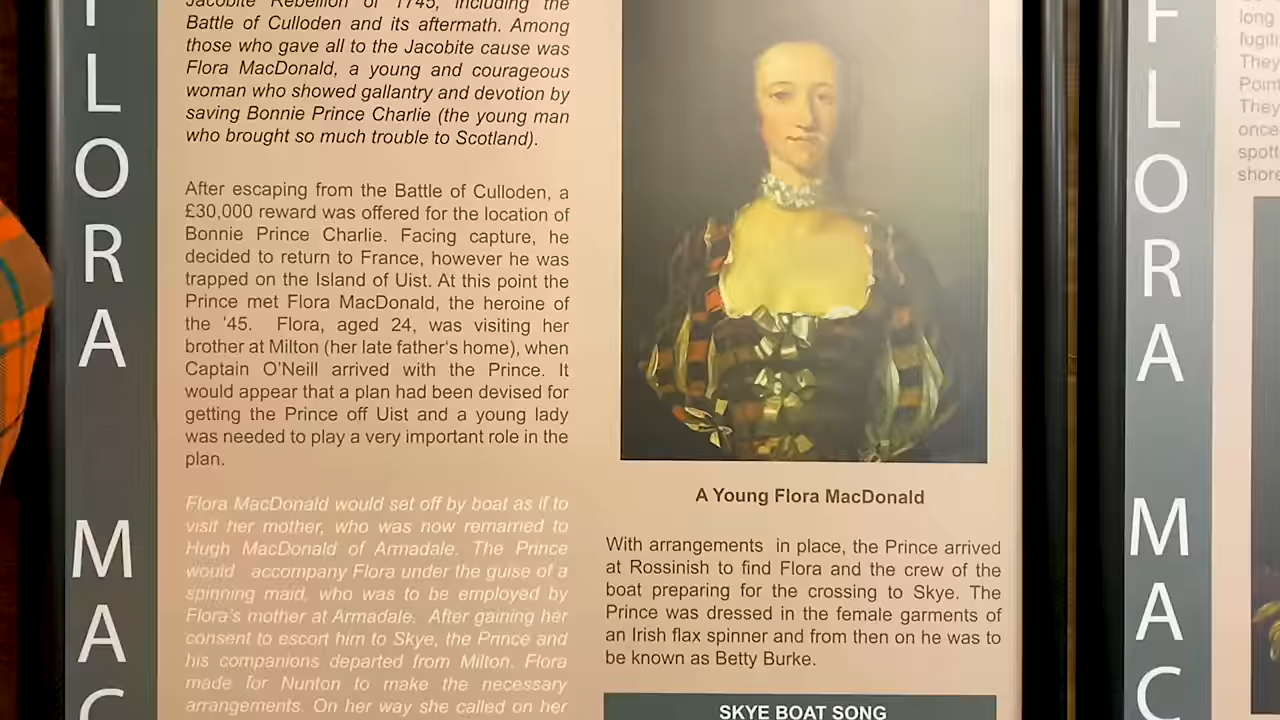 FLORA MAC
Jacobite Rebellion of 1745, including the
Battle of Culloden and its aftermath. Among
those who gave all to the Jacobite cause was
Flora MacDonald, a young and courageous
woman who showed gallantry and devotion by
saving Bonnie Prince Charlie (the young man
who brought so much trouble to Scotland).
After escaping from the Battle of Culloden, a
£30,000 reward was offered for the location of
Bonnie Prince Charlie. Facing capture, he
decided to return to France, however he was
trapped on the Island of Uist. At this point the
Prince met Flora MacDonald, the heroine of
the '45. Flora, aged 24, was visiting her
brother at Milton (her late father's home), when
Captain O'Neill arrived with the Prince. It
would appear that a plan had been devised for
getting the Prince off Uist and a young lady
was needed to play a very important role in the
plan.
Flora MacDonald would set off by boat as if to
visit her mother, who was now remarried to
Hugh MacDonald of Armadale. The Prince
would accompany Flora under the guise of a
spinning maid, who was to be employed by
Flora's mother at Armadale. After gaining her
consent to escort him to Skye, the Prince and
his companions departed from Milton. Flora
made for Nunton to make the necessary
arrangements. On her way she called on her
A Young Flora MacDonald
With arrangements in place, the Prince arrived
at Rossinish to find Flora and the crew of the
boat preparing for the crossing to Skye. The
Prince was dressed in the female garments of
an Irish flax spinner and from then on he was to
be known as Betty Burke.
SKYE BOAT SONG
FLORA MAC
long
They
They
once
shore